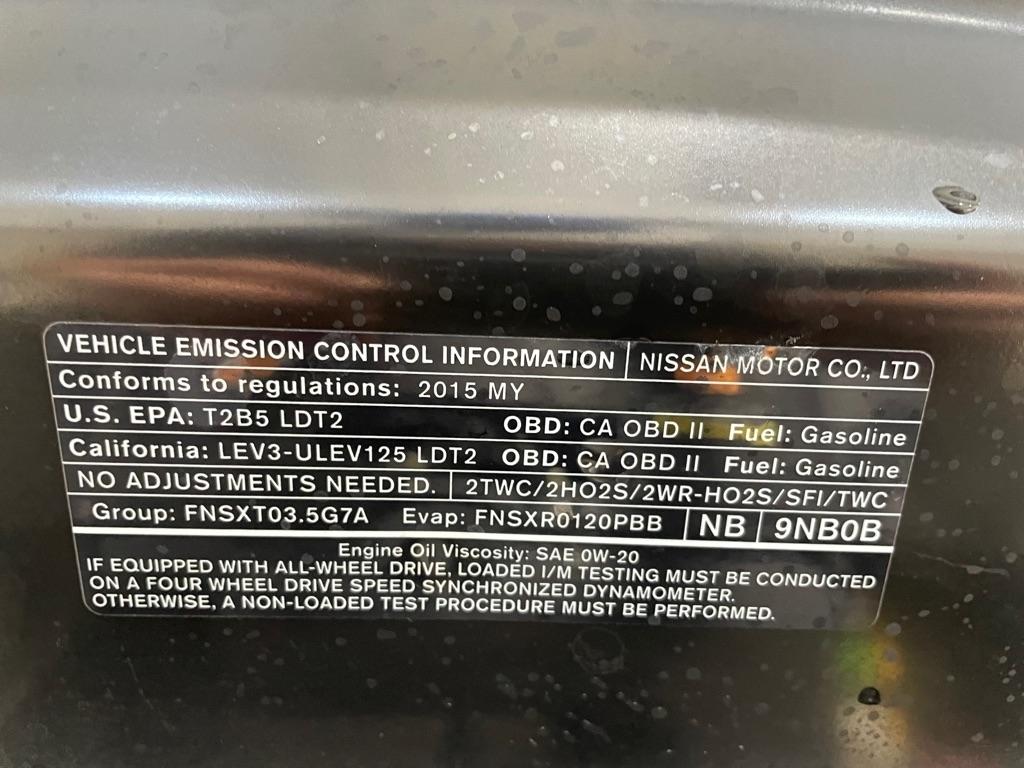 VEHICLE EMISSION CONTROL INFORMATION NISSAN MOTOR CO., LTD
Conforms to regulations: 2015 MY
U.S. EPA: T2B5 LDT2 OBD: CA OBD II Fuel: Gasoline
California: LEV3-ULEV125 LDT2 OBD: CA OBD II Fuel: Gasoline
NO ADJUSTMENTS NEEDED. 2TWC/2HO2S/2WR-HO2S/SFI/TWC
Group: FNSXT03.5G7A Evap: FNSXR0120PBB NB 9NB0B
Engine Oil Viscosity: SAE 0W-20
IF EQUIPPED WITH ALL-WHEEL DRIVE, LOADED I/M TESTING MUST BE CONDUCTED
ON A FOUR WHEEL DRIVE SPEED SYNCHRONIZED DYNAMOMETER.
OTHERWISE, A NON-LOADED TEST PROCEDURE MUST BE PERFORMED.